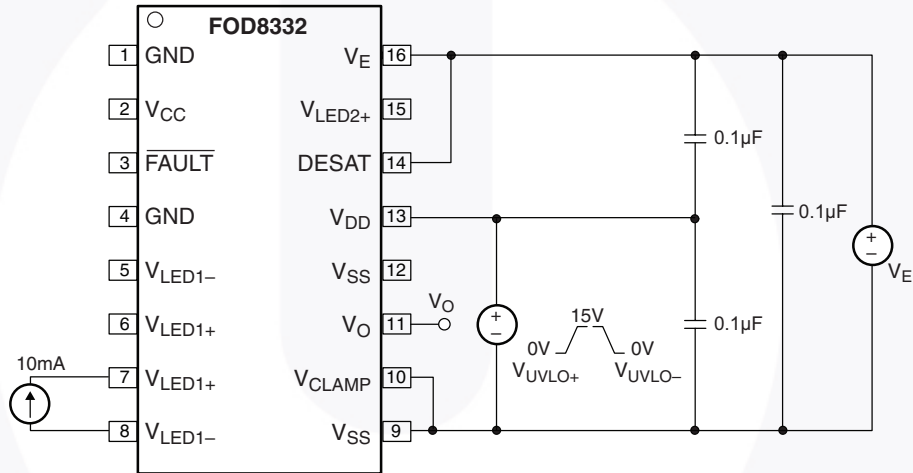 FOD8332
1 GND
2 VCC
3 FAULT
4 GND
5 VLED1–
6 VLED1+
7 VLED1+
8 VLED1–
VE 16
VLED2+ 15
DESAT 14
VDD 13
VSS 12
VO 11
VCLAMP 10
VSS 9
10mA
VO
+
–
15V
0V 0V
VUVLO+ VUVLO–
0.1µF
0.1µF
0.1µF
+
–
VE